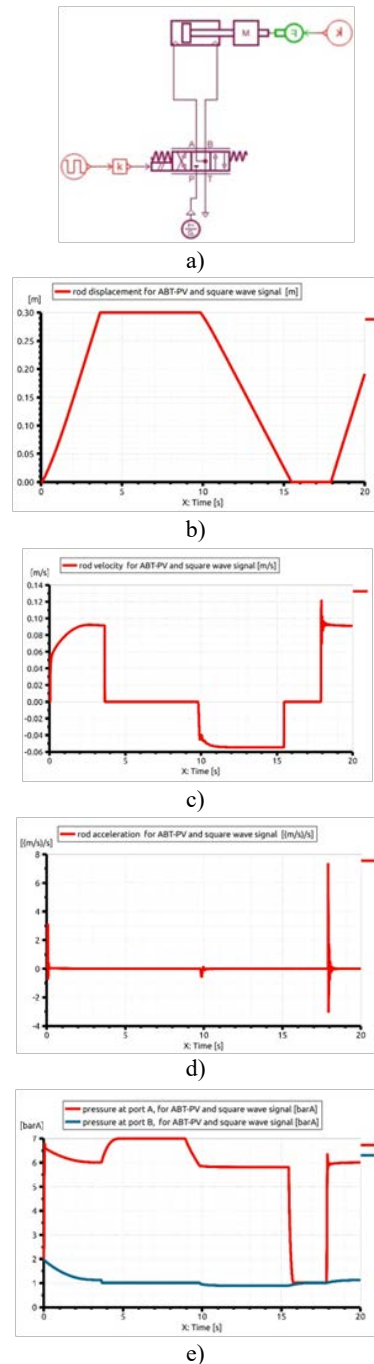 M
F
k
k
A B
P T
a)
[m]
rod displacement for ABT-PV and square wave signal [m]
0.30
0.25
0.20
0.15
0.10
0.05
0.00
0 5 10 15 20
X: Time [s]
b)
[m/s]
rod velocity for ABT-PV and square wave signal [m/s]
0.14
0.12
0.10
0.08
0.06
0.04
0.02
0.00
-0.02
-0.04
-0.06
0 5 10 15 20
X: Time [s]
c)
rod acceleration for ABT-PV and square wave signal [(m/s)/s]
[(m/s)/s]
8
6
4
2
0
-2
-4
0 5 10 15 20
X: Time [s]
d)
pressure at port A, for ABT-PV and square wave signal [barA]
pressure at port B, for ABT-PV and square wave signal [barA]
[barA]
7
6
5
4
3
2
1
0
0 5 10 15 20
X: Time [s]
e)